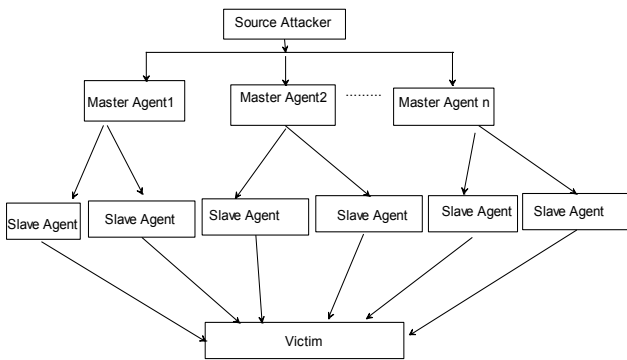 Source Attacker
Master Agent1
Master Agent2
.........
Master Agent n
Slave Agent
Slave Agent
Slave Agent
Slave Agent
Slave Agent
Slave Agent
Victim